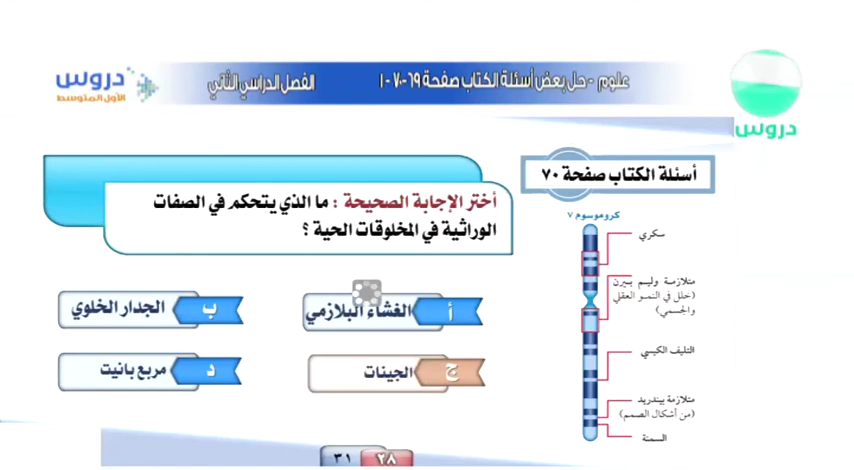 دروس
الأول المتوسط
علوم - حل بعض أسئلة الكتاب صفحة ٦٩-٧٠-١
الفصل الدراسي الثاني
دروس
أسئلة الكتاب صفحة ٧٠
أختر الإجابة الصحيحة : ما الذي يتحكم في الصفات
الوراثية في المخلوقات الحية ؟
كروموسوم ٧
سكري
متلازمة وليم بيرن
(خلل في النمو العقلي
والجسمي)
التليف الكيسي
متلازمة بيندريد
(من أشكال الصمم)
السمنة
أ الغشاء البلازمي
ب الجدار الخلوي
ج الجينات
د مربع بانيت
٢٨ ٣١